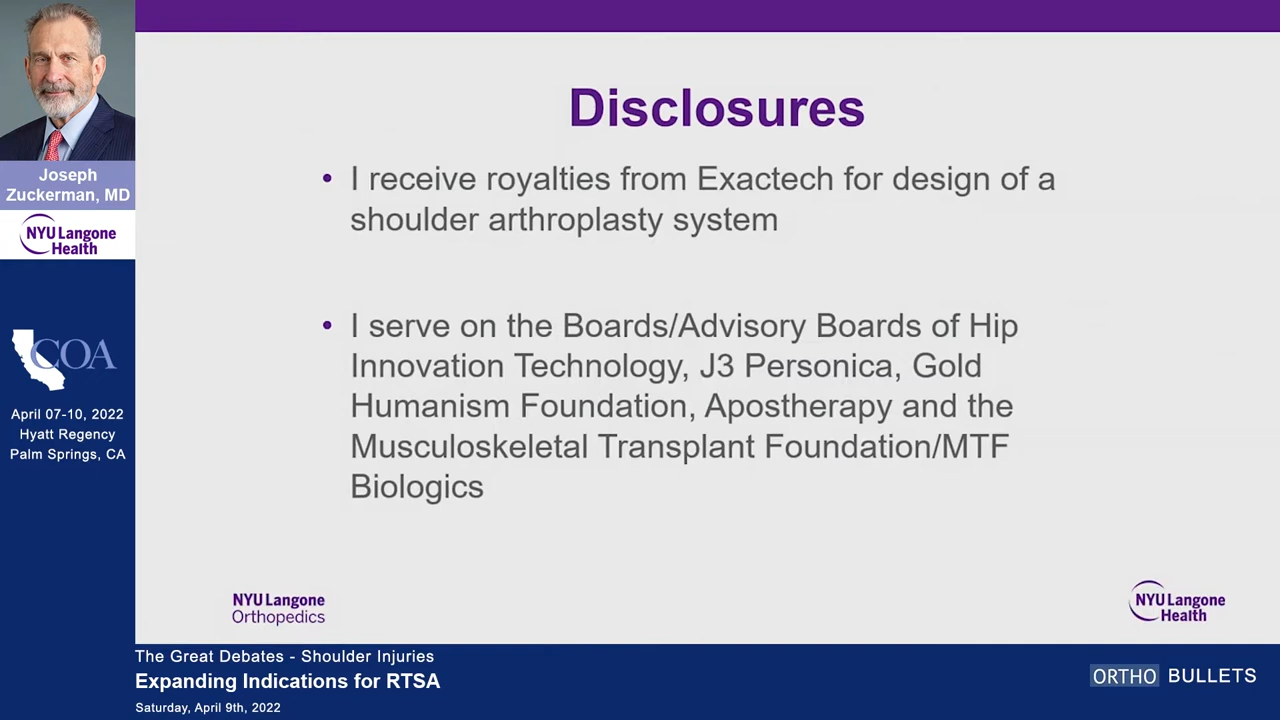 Joseph
Zuckerman, MD
NYU Langone
Health
COA
April 07-10, 2022
Hyatt Regency
Palm Springs, CA
Disclosures
• I receive royalties from Exactech for design of a
shoulder arthroplasty system
• I serve on the Boards/Advisory Boards of Hip
Innovation Technology, J3 Personica, Gold
Humanism Foundation, Apostherapy and the
Musculoskeletal Transplant Foundation/MTF
Biologics
NYU Langone
Orthopedics
NYU Langone
Health
The Great Debates - Shoulder Injuries
Expanding Indications for RTSA
Saturday, April 9th, 2022
ORTHO BULLETS